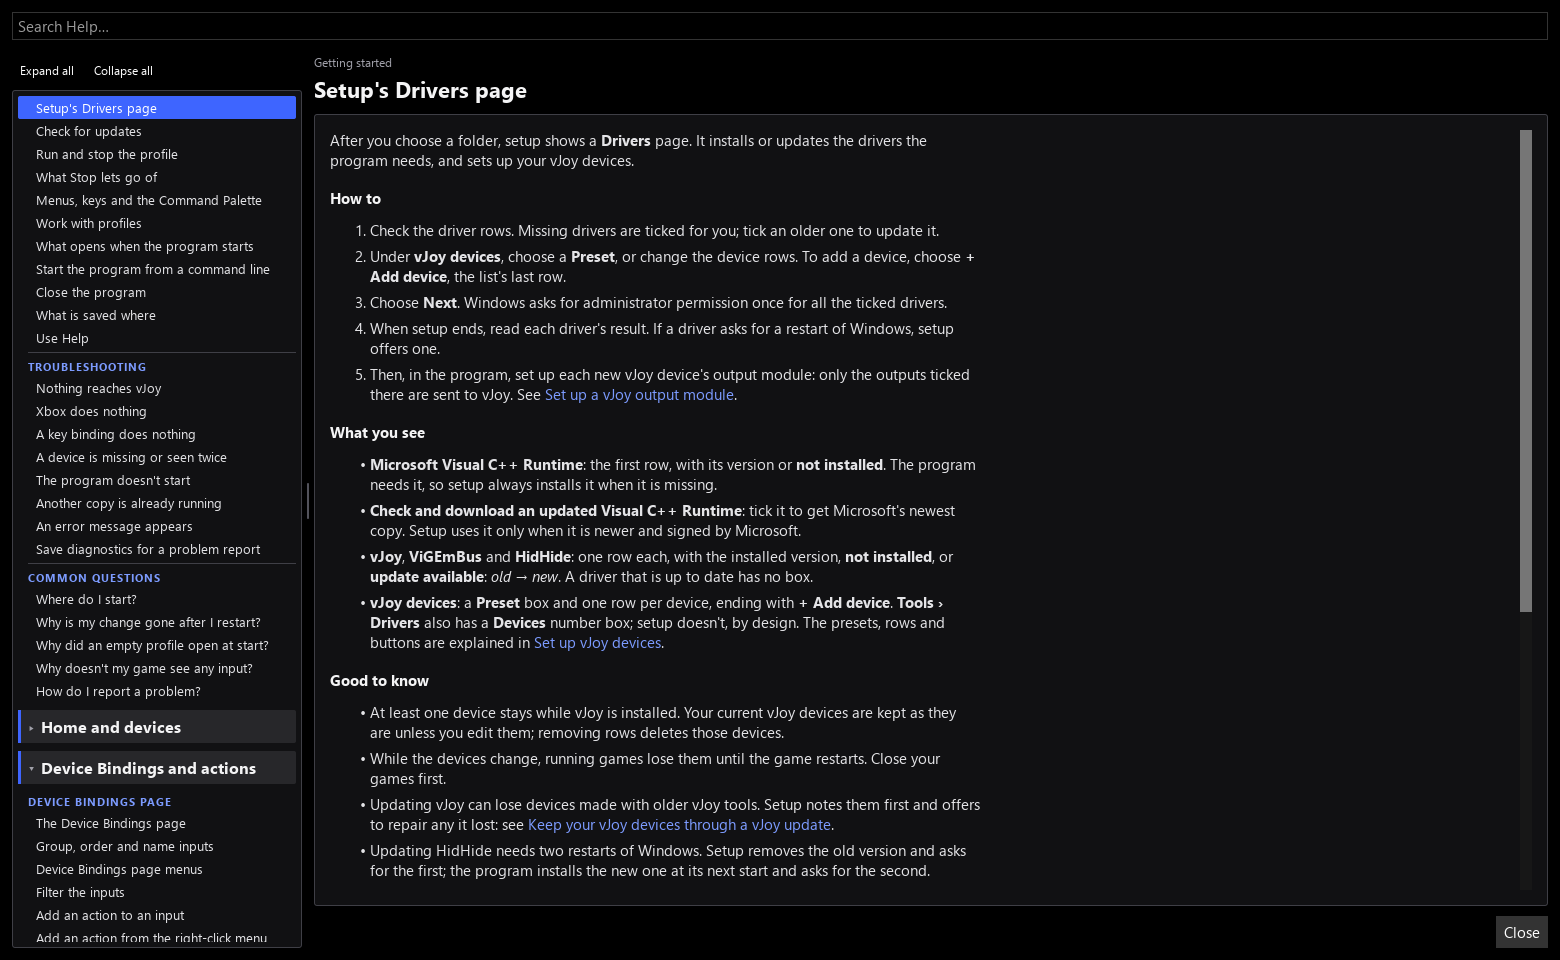 Search Help...
Expand all
Collapse all
Setup's Drivers page
Check for updates
Run and stop the profile
What Stop lets go of
Menus, keys and the Command Palette
Work with profiles
What opens when the program starts
Start the program from a command line
Close the program
What is saved where
Use Help
TROUBLESHOOTING
Nothing reaches vJoy
Xbox does nothing
A key binding does nothing
A device is missing or seen twice
The program doesn't start
Another copy is already running
An error message appears
Save diagnostics for a problem report
COMMON QUESTIONS
Where do I start?
Why is my change gone after I restart?
Why did an empty profile open at start?
Why doesn't my game see any input?
How do I report a problem?
Home and devices
Device Bindings and actions
DEVICE BINDINGS PAGE
The Device Bindings page
Group, order and name inputs
Device Bindings page menus
Filter the inputs
Add an action to an input
Add an action from the right-click menu
Getting started
Setup's Drivers page
After you choose a folder, setup shows a Drivers page. It installs or updates the drivers the
program needs, and sets up your vJoy devices.
How to
1. Check the driver rows. Missing drivers are ticked for you; tick an older one to update it.
2. Under vJoy devices, choose a Preset, or change the device rows. To add a device, choose +
Add device, the list's last row.
3. Choose Next. Windows asks for administrator permission once for all the ticked drivers.
4. When setup ends, read each driver's result. If a driver asks for a restart of Windows, setup
offers one.
5. Then, in the program, set up each new vJoy device's output module: only the outputs ticked
there are sent to vJoy. See Set up a vJoy output module.
What you see
• Microsoft Visual C++ Runtime: the first row, with its version or not installed. The program
needs it, so setup always installs it when it is missing.
• Check and download an updated Visual C++ Runtime: tick it to get Microsoft's newest
copy. Setup uses it only when it is newer and signed by Microsoft.
• vJoy, ViGEmBus and HidHide: one row each, with the installed version, not installed, or
update available: old → new. A driver that is up to date has no box.
• vJoy devices: a Preset box and one row per device, ending with + Add device. Tools ›
Drivers also has a Devices number box; setup doesn't, by design. The presets, rows and
buttons are explained in Set up vJoy devices.
Good to know
• At least one device stays while vJoy is installed. Your current vJoy devices are kept as they
are unless you edit them; removing rows deletes those devices.
• While the devices change, running games lose them until the game restarts. Close your
games first.
• Updating vJoy can lose devices made with older vJoy tools. Setup notes them first and offers
to repair any it lost: see Keep your vJoy devices through a vJoy update.
• Updating HidHide needs two restarts of Windows. Setup removes the old version and asks
for the first; the program installs the new one at its next start and asks for the second.
Close